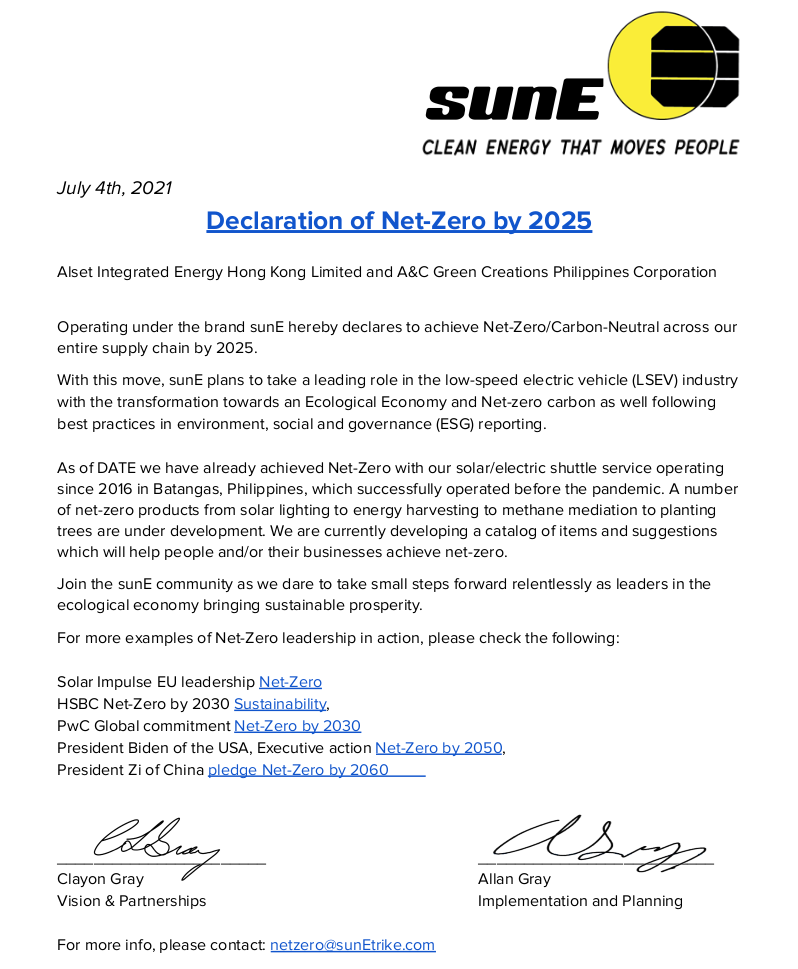 sunE
CLEAN ENERGY THAT MOVES PEOPLE
July 4th, 2021
Declaration of Net-Zero by 2025
Alset Integrated Energy Hong Kong Limited and A&C Green Creations Philippines Corporation
Operating under the brand sunE hereby declares to achieve Net-Zero/Carbon-Neutral across our
entire supply chain by 2025.
With this move, sunE plans to take a leading role in the low-speed electric vehicle (LSEV) industry
with the transformation towards an Ecological Economy and Net-zero carbon as well following
best practices in environment, social and governance (ESG) reporting.
As of DATE we have already achieved Net-Zero with our solar/electric shuttle service operating
since 2016 in Batangas, Philippines, which successfully operated before the pandemic. A number
of net-zero products from solar lighting to energy harvesting to methane mediation to planting
trees are under development. We are currently developing a catalog of items and suggestions
which will help people and/or their businesses achieve net-zero.
Join the sunE community as we dare to take small steps forward relentlessly as leaders in the
ecological economy bringing sustainable prosperity.
For more examples of Net-Zero leadership in action, please check the following:
Solar Impulse EU leadership Net-Zero
HSBC Net-Zero by 2030 Sustainability,
PwC Global commitment Net-Zero by 2030
President Biden of the USA, Executive action Net-Zero by 2050,
President Zi of China pledge Net-Zero by 2060
Clayon Gray
Vision & Partnerships
Allan Gray
Implementation and Planning
For more info, please contact: netzero@sunEtrike.com